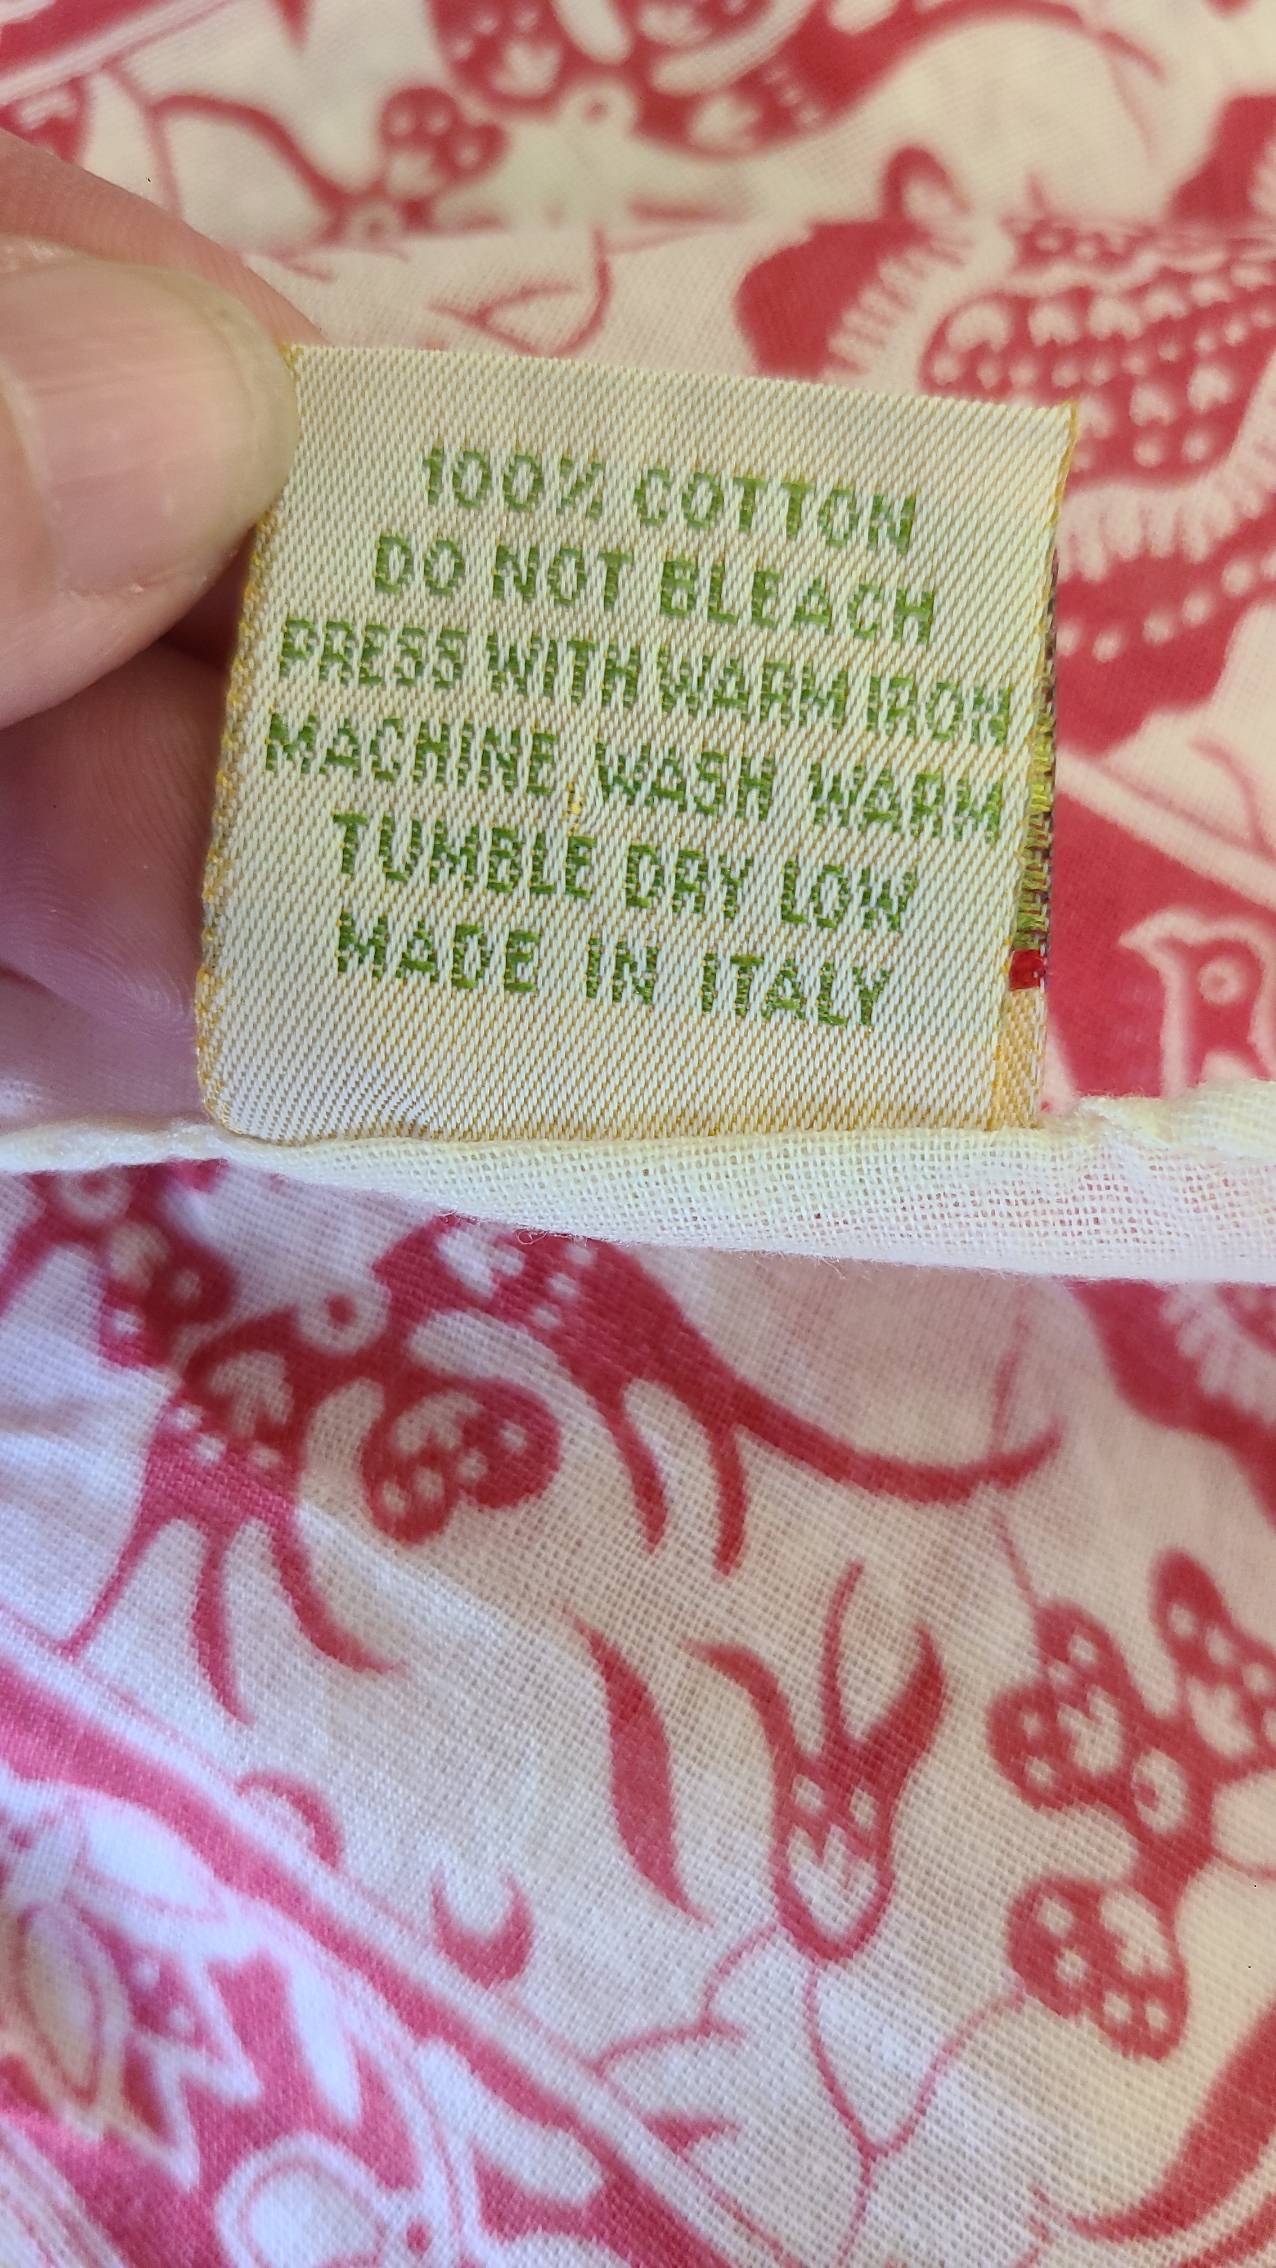 100% COTTON
DO NOT BLEACH
PRESS WITH WARM IRON
MACHINE WASH WARM
TUMBLE DRY LOW
MADE IN ITALY